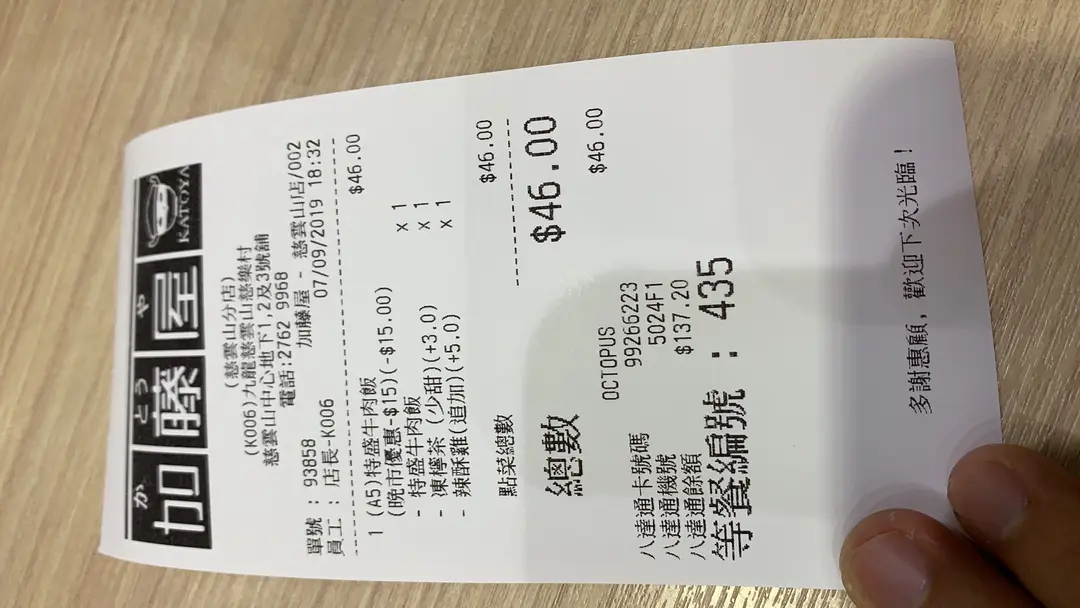 か とう や
加藤屋 KATOYA
(慈雲山分店)
(K006)九龍慈雲山慈樂村
慈雲山中心地下1,2及3號舖
電話:2762 9968
加藤屋 - 慈雲山店/002
單號 : 93858 07/09/2019 18:32
員工 : 店長-K006
1 (A5)特盛牛肉飯 $46.00
(晚市優惠-$15)(-$15.00)
- 特盛牛肉飯 x 1
- 凍檸茶 (少甜)(+3.0) x 1
- 辣酥雞(追加)(+5.0) x 1
點菜總數 $46.00
總數 $46.00
OCTOPUS $46.00
八達通卡號碼 99266223
八達通機號 5024F1
八達通餘額 $137.20
等餐編號 : 435
多謝惠顧, 歡迎下次光臨!